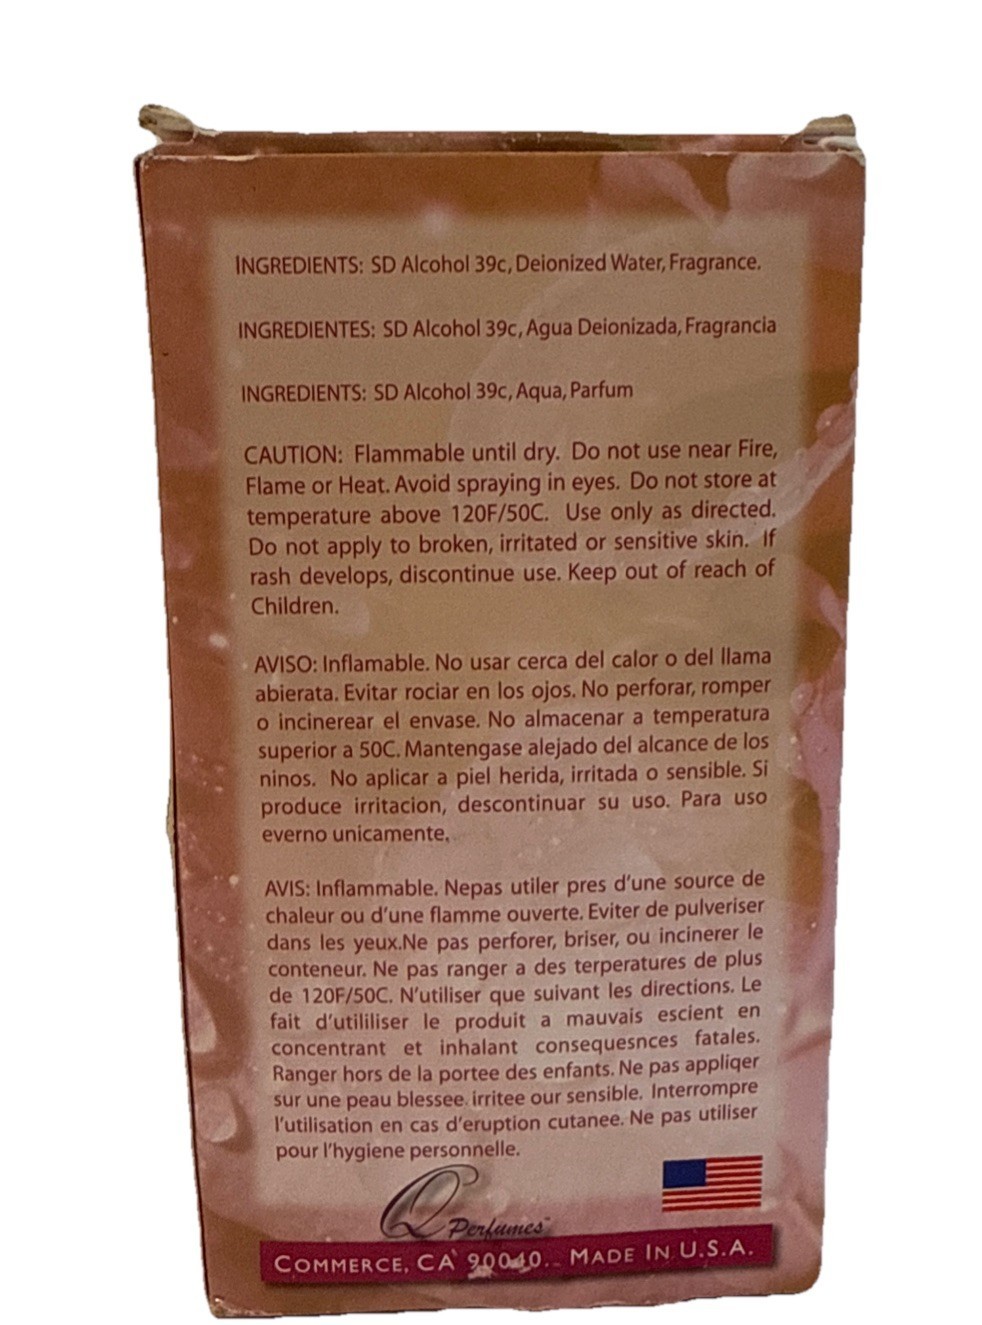 INGREDIENTS: SD Alcohol 39c, Deionized Water, Fragrance.
INGREDIENTES: SD Alcohol 39c, Agua Deionizada, Fragrancia
INGREDIENTS: SD Alcohol 39c, Aqua, Parfum
CAUTION: Flammable until dry. Do not use near Fire,
Flame or Heat. Avoid spraying in eyes. Do not store at
temperature above 120F/50C. Use only as directed.
Do not apply to broken, irritated or sensitive skin. If
rash develops, discontinue use. Keep out of reach of
Children.
AVISO: Inflamable. No usar cerca del calor o del llama
abierata. Evitar rociar en los ojos. No perforar, romper
o incinerear el envase. No almacenar a temperatura
superior a 50C. Mantengase alejado del alcance de los
ninos. No aplicar a piel herida, irritada o sensible. Si
produce irritacion, descontinuar su uso. Para uso
everno unicamente.
AVIS: Inflammable. Nepas utiler pres d'une source de
chaleur ou d'une flamme ouverte. Eviter de pulveriser
dans les yeux.Ne pas perforer, briser, ou incinerer le
conteneur. Ne pas ranger a des terperatures de plus
de 120F/50C. N'utiliser que suivant les directions. Le
fait d'utililiser le produit a mauvais escient en
concentrant et inhalant consequesnces fatales.
Ranger hors de la portee des enfants. Ne pas appliqer
sur une peau blessee, irritee our sensible. Interrompre
l'utilisation en cas d'eruption cutanee. Ne pas utiliser
pour l'hygiene personnelle.
Q Perfumes
COMMERCE, CA 90040. MADE IN U.S.A.